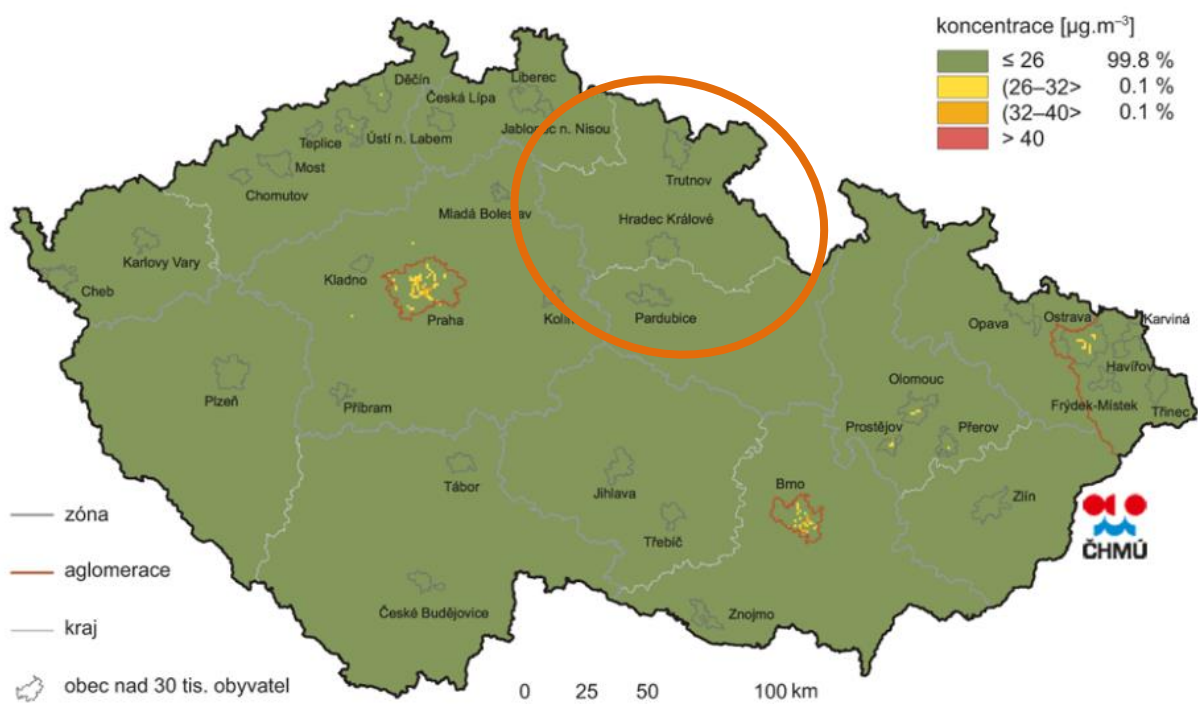 koncentrace [µg.m⁻³]
≤ 26 99.8 %
(26–32> 0.1 %
(32–40> 0.1 %
> 40
Děčín
Liberec
Česká Lípa
Jablonec n. Nisou
Teplice
Ústí n. Labem
Most
Chomutov
Trutnov
Mladá Boleslav
Hradec Králové
Karlovy Vary
Kladno
Cheb
Praha
Kolín
Pardubice
Opava
Ostrava
Karviná
Havířov
Olomouc
Plzeň
Příbram
Frýdek-Místek
Třinec
Prostějov
Přerov
Tábor
Jihlava
Brno
Zlín
zóna
Třebíč
ČHMÚ
aglomerace
České Budějovice
Znojmo
kraj
obec nad 30 tis. obyvatel
0 25 50 100 km